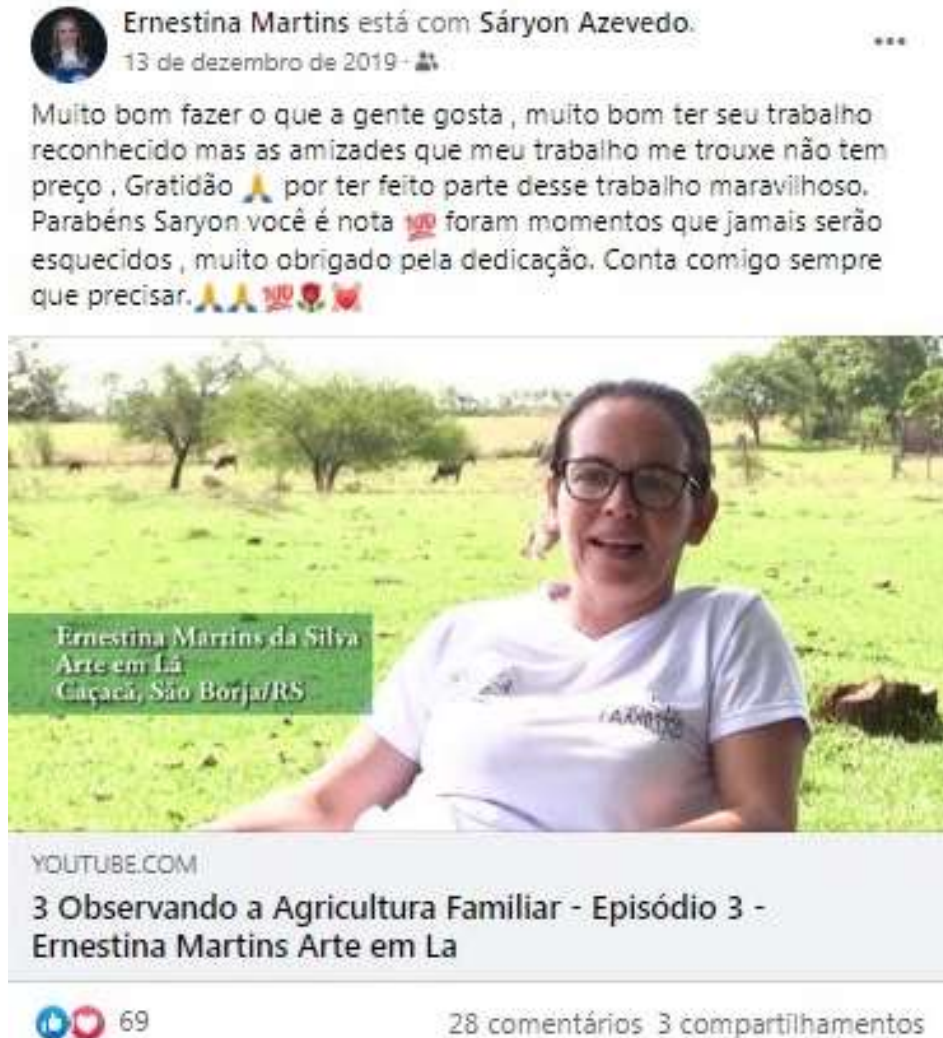 Ernestina Martins está com Sáryon Azevedo.
13 de dezembro de 2019 ·
Muito bom fazer o que a gente gosta , muito bom ter seu trabalho
reconhecido mas as amizades que meu trabalho me trouxe não tem
preço . Gratidão 🙏 por ter feito parte desse trabalho maravilhoso.
Parabéns Saryon você é nota 💯 foram momentos que jamais serão
esquecidos , muito obrigado pela dedicação. Conta comigo sempre
que precisar.🙏🙏💯🌹💓
Ernestina Martins da Silva
Arte em Lã
Caçacã, São Borja/RS
YOUTUBE.COM
3 Observando a Agricultura Familiar - Episódio 3 -
Ernestina Martins Arte em La
69
28 comentários 3 compartilhamentos